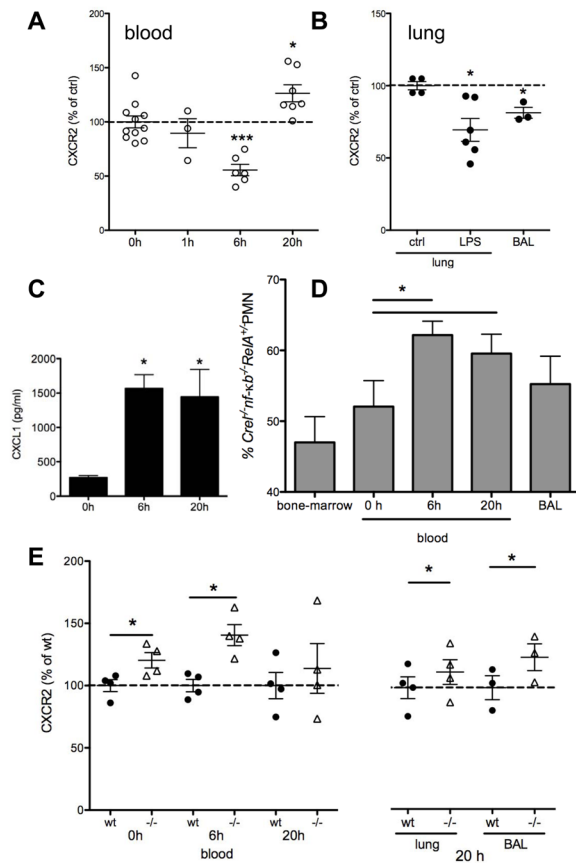 A
blood
CXCR2 (% of ctrl)
200
150
100
50
0
*
***
0h 1h 6h 20h
B
lung
CXCR2 (% of ctrl)
150
100
50
0
*
*
ctrl LPS BAL
lung
C
CXCL1 (pg/ml)
2000
1500
1000
500
250
0
*
*
0h 6h 20h
D
% Crel-/-nf-κb-/-RelA+/-PMN
70
60
50
40
*
bone-marrow 0 h 6h 20h BAL
blood
E
CXCR2 (% of wt)
200
150
100
50
0
*
*
*
*
wt -/- wt -/- wt -/- wt -/- wt -/-
0h 6h 20h
blood
lung BAL
20 h